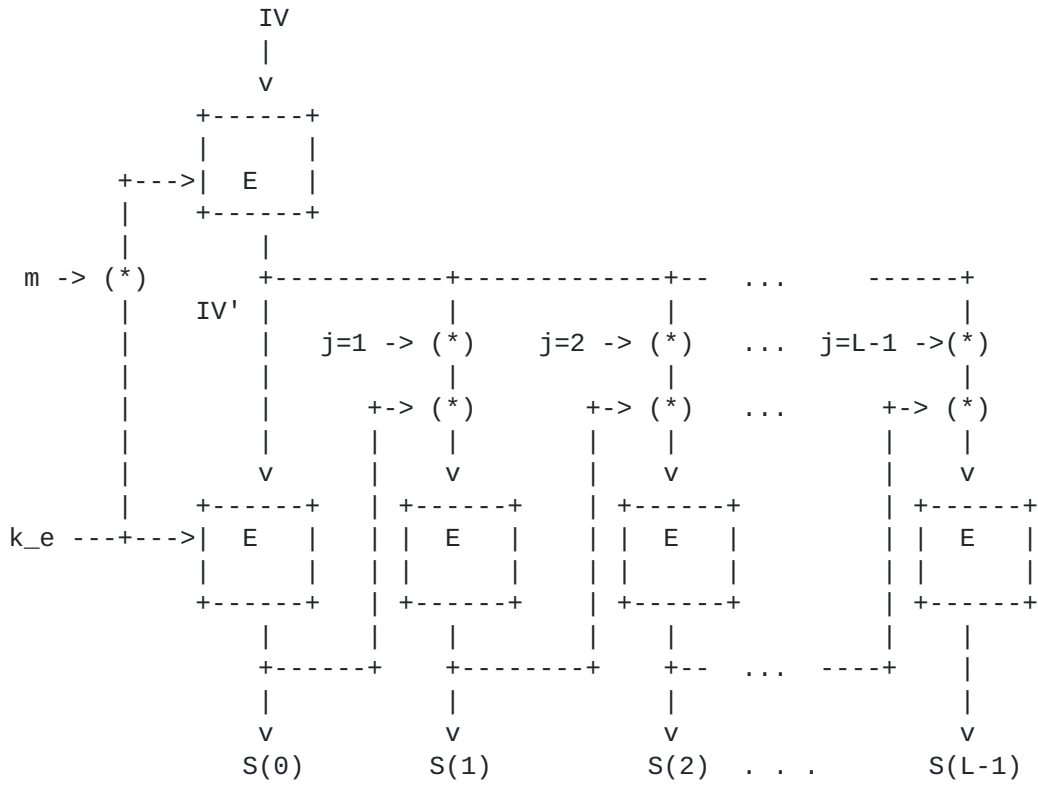 IV
|
v
+------+
|      |
+--->|  E   |
|    +------+
|        |
m -> (*)       +-----------+-------------+--  ...     ------+
|    IV' |           |             |                  |
|        |   j=1 -> (*)   j=2 -> (*)   ...  j=L-1 ->(*)
|        |           |             |                  |
|        |      +-> (*)       +-> (*)   ...      +-> (*)
|        |      |    |        |    |             |    |
|        v      |    v        |    v             |    v
|    +------+   | +------+    | +------+         | +------+
k_e ---+--->|  E   |   | |  E   |    | |  E   |         | |  E   |
|      |   | |      |    | |      |         | |      |
+------+   | +------+    | +------+         | +------+
|      |    |        |    |             |    |
+------+    +--------+    +--  ...  ----+    |
|           |             |                  |
v           v             v                  v
S(0)        S(1)          S(2)  . . .       S(L-1)